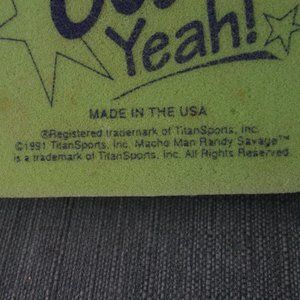 Yeah!
MADE IN THE USA
®Registered trademark of TitanSports, Inc.
©1991 TitanSports, Inc. Macho Man Randy Savage™
is a trademark of TitanSports, Inc. All Rights Reserved.